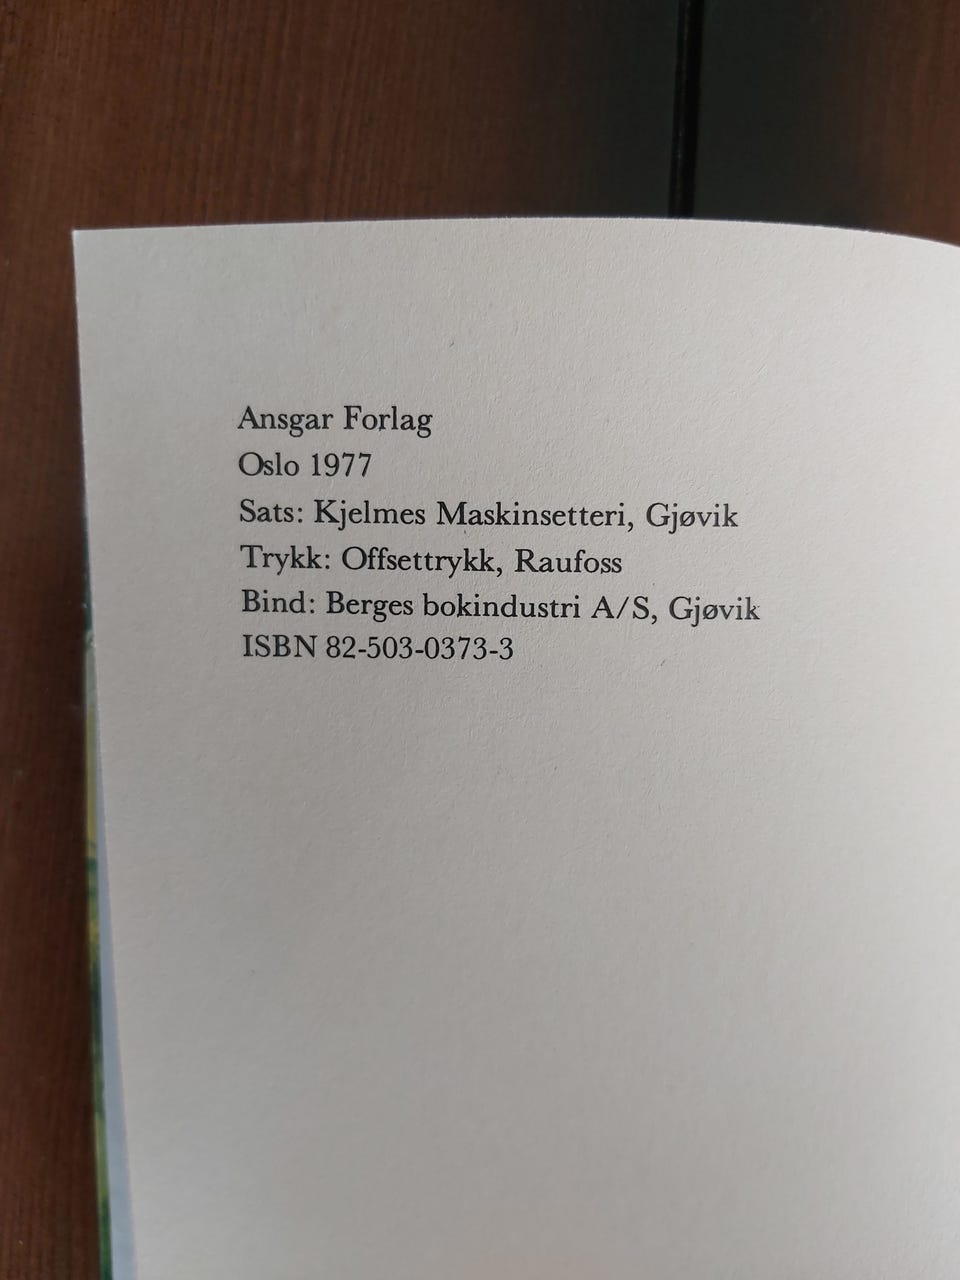 Ansgar Forlag
Oslo 1977
Sats: Kjelmes Maskinsetteri, Gjøvik
Trykk: Offsettrykk, Raufoss
Bind: Berges bokindustri A/S, Gjøvik
ISBN 82-503-0373-3